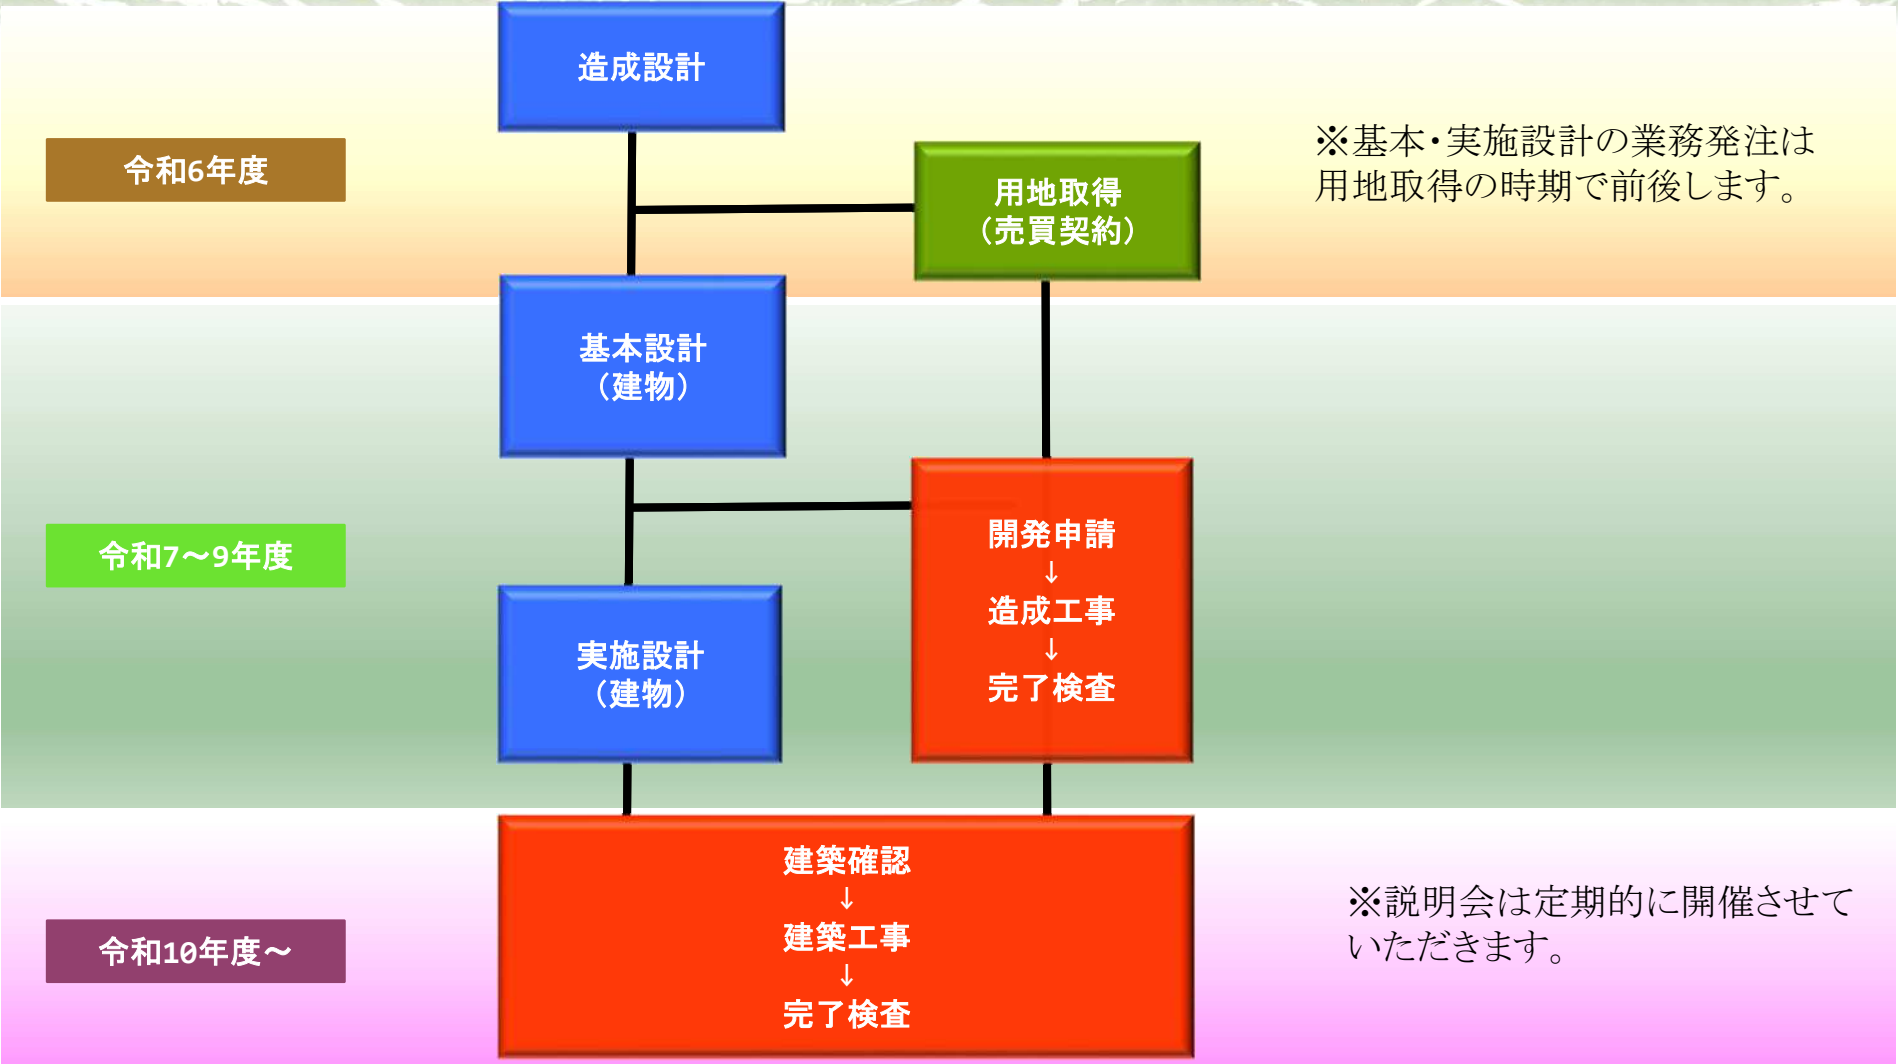 造成設計
令和6年度
用地取得
（売買契約）
※基本・実施設計の業務発注は
用地取得の時期で前後します。
基本設計
（建物）
令和7～9年度
開発申請
↓
造成工事
↓
完了検査
実施設計
（建物）
令和10年度～
建築確認
↓
建築工事
↓
完了検査
※説明会は定期的に開催させて
いただきます。